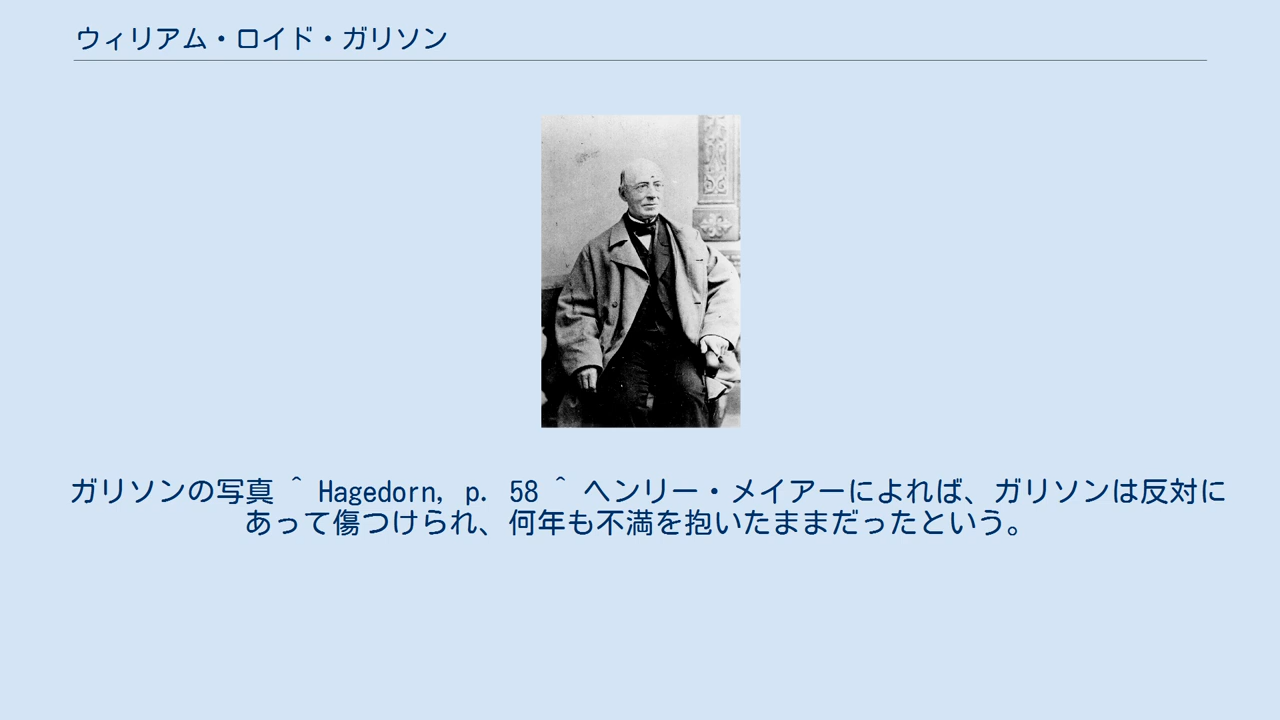 ウィリアム・ロイド・ガリソン
ガリソンの写真 ^ Hagedorn, p. 58 ^ ヘンリー・メイアーによれば、ガリソンは反対に
あって傷つけられ、何年も不満を抱いたままだったという。